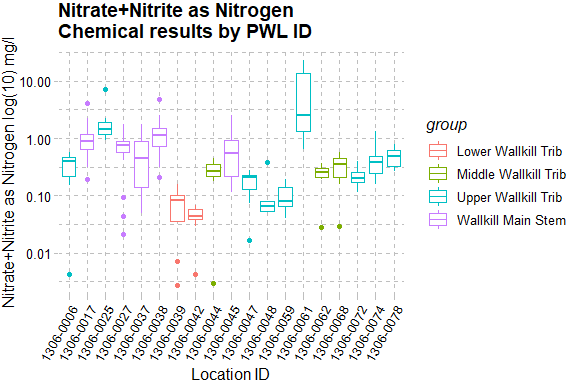 Nitrate+Nitrite as Nitrogen
Chemical results by PWL ID
Nitrate+Nitrite as Nitrogen log(10) mg/l
10.00
1.00
0.10
0.01
1306-0006
1306-0017
1306-0025
1306-0027
1306-0037
1306-0038
1306-0039
1306-0042
1306-0044
1306-0045
1306-0047
1306-0048
1306-0059
1306-0061
1306-0062
1306-0068
1306-0072
1306-0074
1306-0078
Location ID
group
Lower Wallkill Trib
Middle Wallkill Trib
Upper Wallkill Trib
Wallkill Main Stem